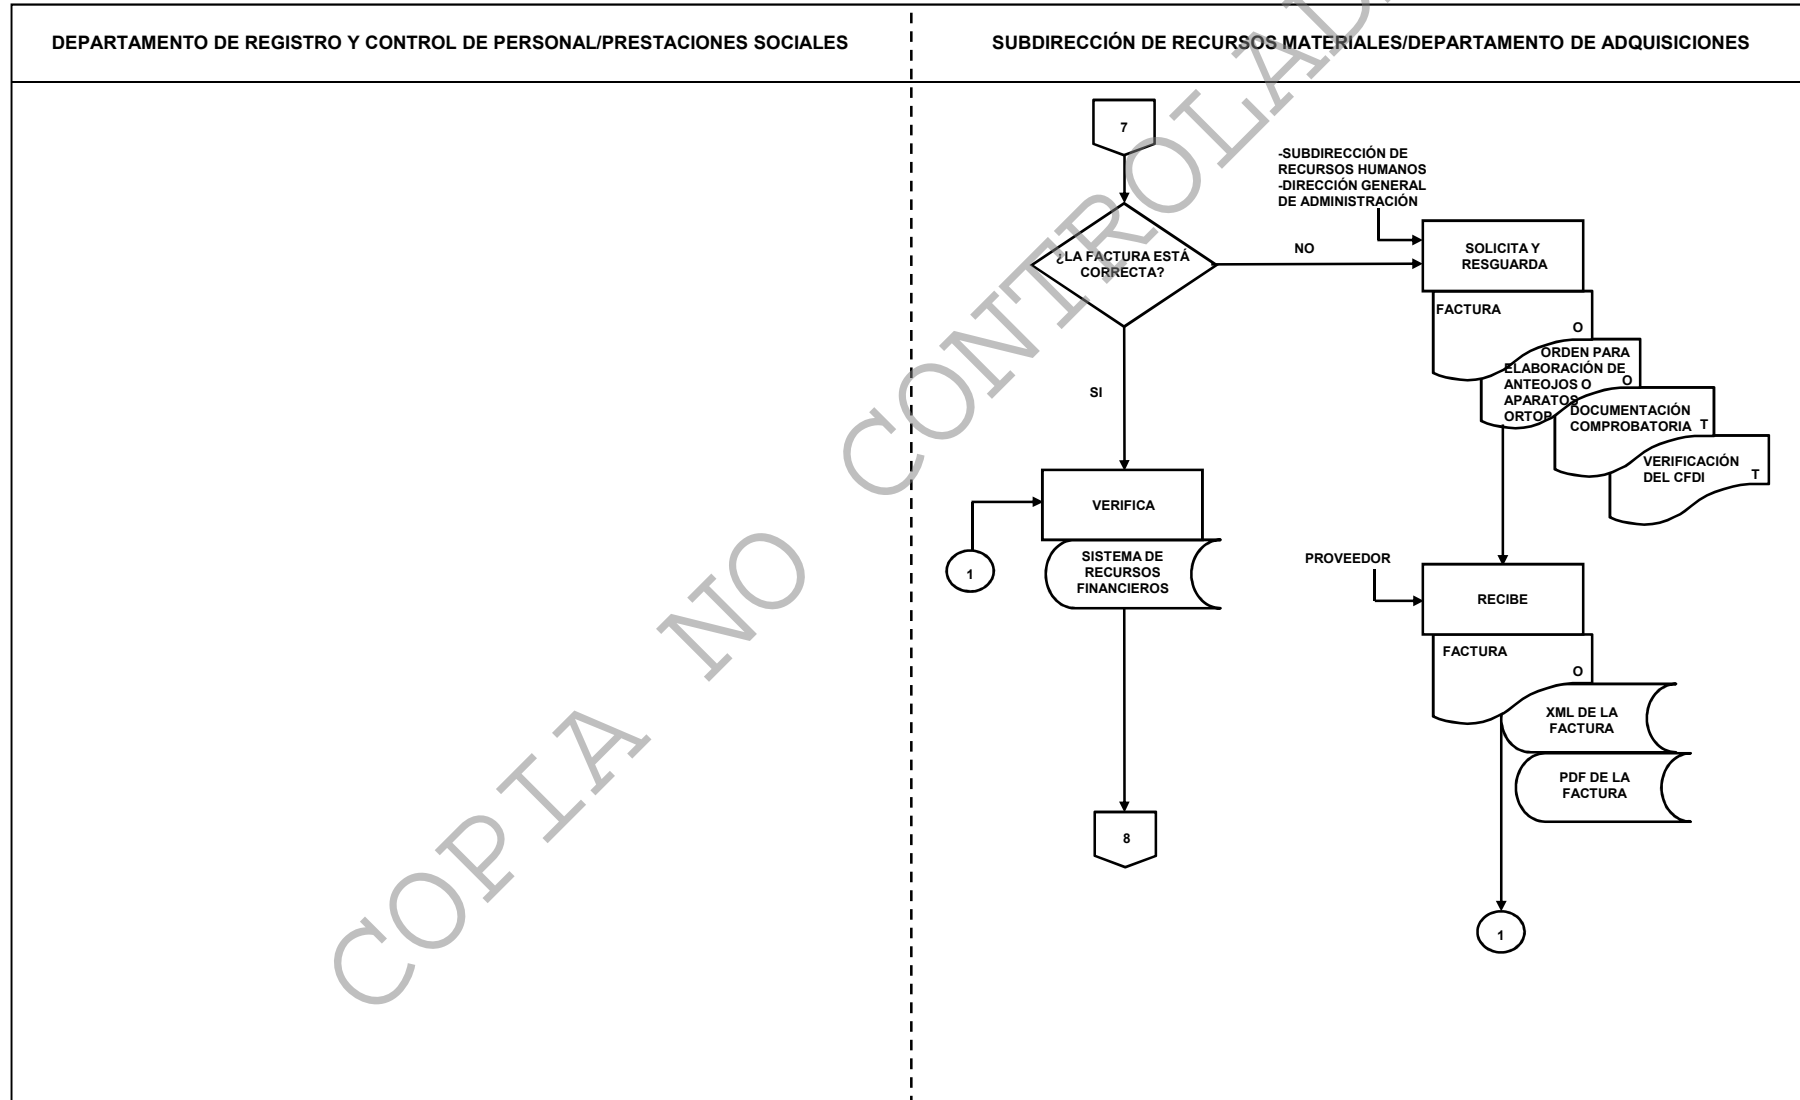 DEPARTAMENTO DE REGISTRO Y CONTROL DE PERSONAL/PRESTACIONES SOCIALES
SUBDIRECCIÓN DE RECURSOS MATERIALES/DEPARTAMENTO DE ADQUISICIONES
7
¿LA FACTURA ESTÁ
CORRECTA?
NO
SI
-SUBDIRECCIÓN DE
RECURSOS HUMANOS
-DIRECCIÓN GENERAL
DE ADMINISTRACIÓN
SOLICITA Y
RESGUARDA
FACTURA
O
ORDEN PARA
ELABORACIÓN DE
ANTEOJOS O
O
APARATOS
ORTOP
DOCUMENTACIÓN
COMPROBATORIA T
VERIFICACIÓN
DEL CFDI T
VERIFICA
1
SISTEMA DE
RECURSOS
FINANCIEROS
8
PROVEEDOR
RECIBE
FACTURA
O
XML DE LA
FACTURA
PDF DE LA
FACTURA
1
COPIA NO CONTROLAD